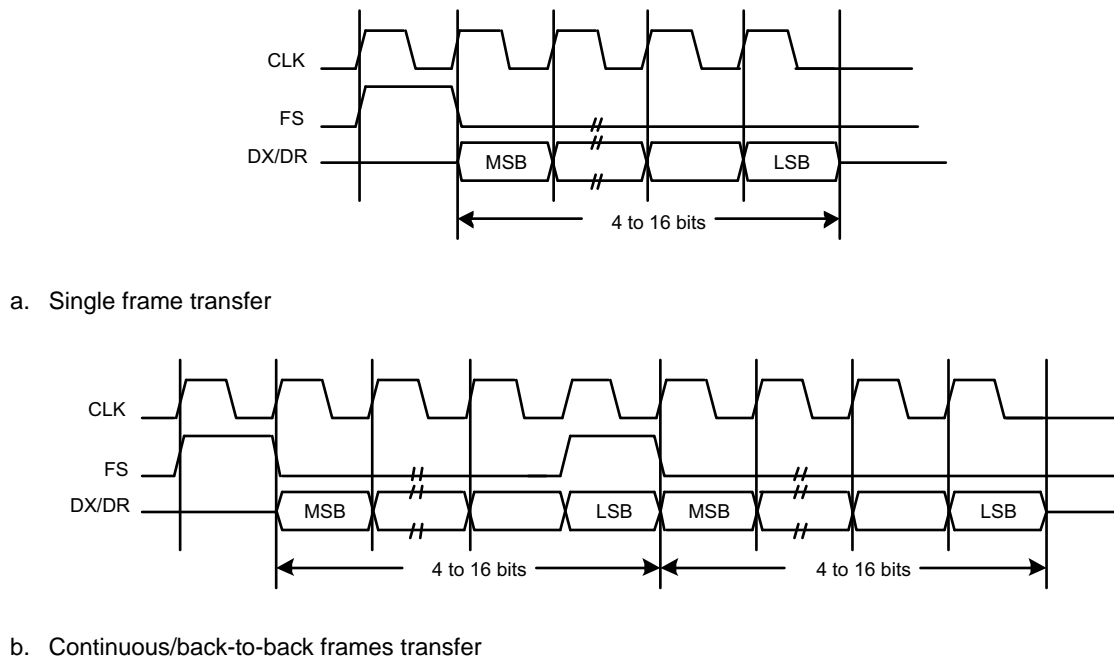 CLK
FS
DX/DR
MSB
LSB
4 to 16 bits
a. Single frame transfer
CLK
FS
DX/DR
MSB
LSB
MSB
LSB
4 to 16 bits
4 to 16 bits
b. Continuous/back-to-back frames transfer